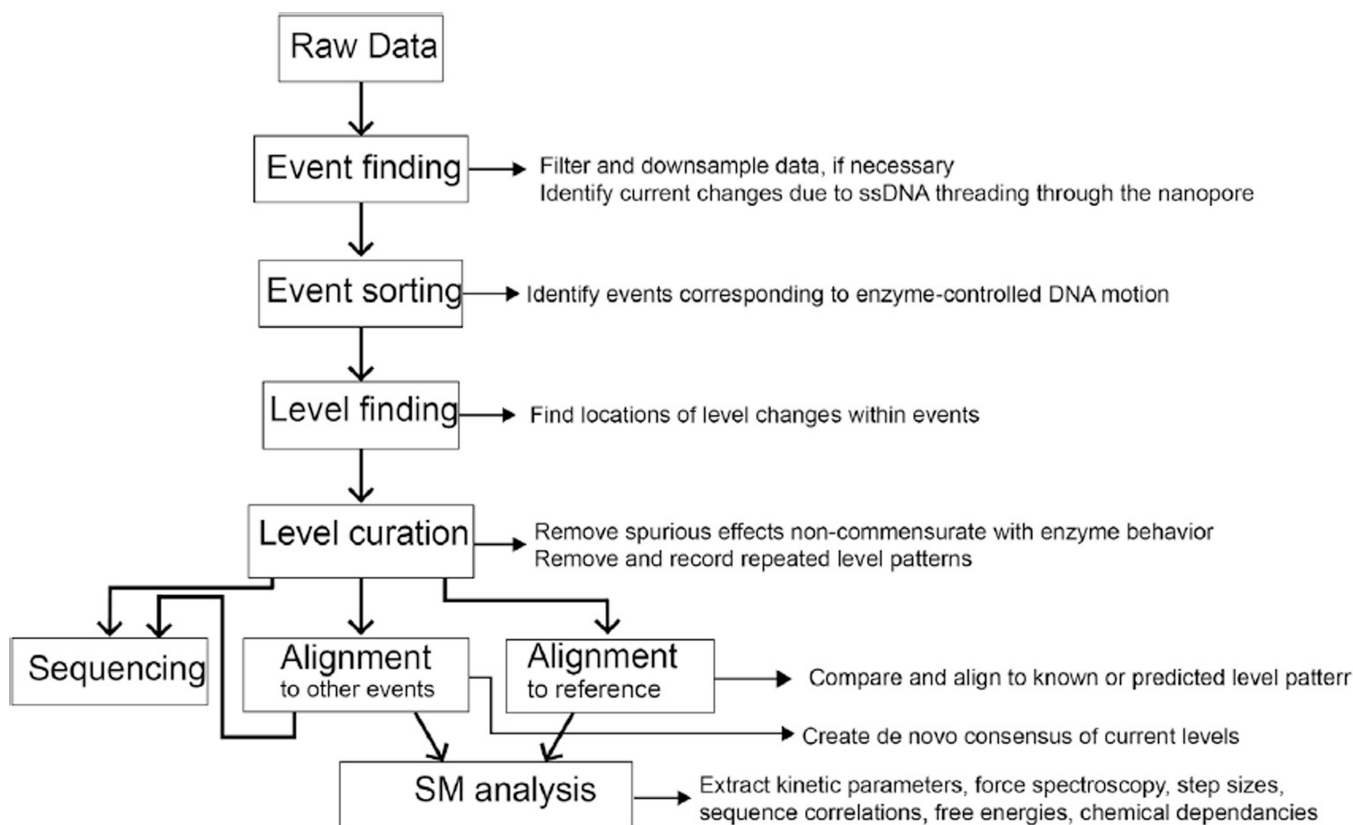 Raw Data
Event finding
Filter and downsample data, if necessary
Identify current changes due to ssDNA threading through the nanopore
Event sorting
Identify events corresponding to enzyme-controlled DNA motion
Level finding
Find locations of level changes within events
Level curation
Remove spurious effects non-commensurate with enzyme behavior
Remove and record repeated level patterns
Sequencing
Alignment
to other events
Alignment
to reference
Compare and align to known or predicted level patterr
Create de novo consensus of current levels
SM analysis
Extract kinetic parameters, force spectroscopy, step sizes,
sequence correlations, free energies, chemical dependancies